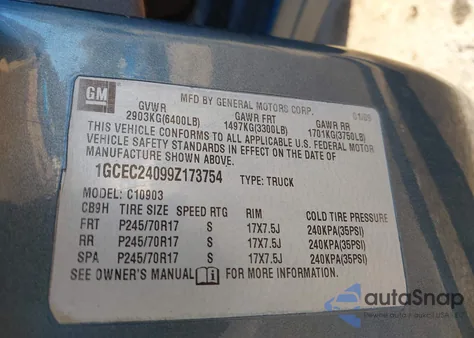 GM
MFD BY GENERAL MOTORS CORP.
GVWR GAWR FRT GAWR RR
2903KG(6400LB) 1497KG(3300LB) 1701KG(3750LB)
THIS VEHICLE CONFORMS TO ALL APPLICABLE U.S. FEDERAL MOTOR
VEHICLE SAFETY STANDARDS IN EFFECT ON THE DATE OF
MANUFACTURE SHOWN ABOVE.
1GCEC24099Z173754 TYPE: TRUCK
MODEL: C10903
CB9H TIRE SIZE SPEED RTG RIM COLD TIRE PRESSURE
FRT P245/70R17 S 17X7.5J 240KPA(35PSI)
RR P245/70R17 S 17X7.5J 240KPA(35PSI)
SPA P245/70R17 S 17X7.5J 240KPA(35PSI)
SEE OWNER'S MANUAL FOR MORE INFORMATION.
autoSnap